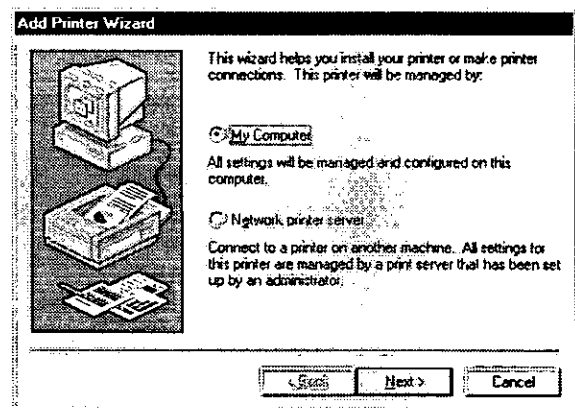 Add Printer Wizard
This wizard helps you install your printer or make printer
connections. This printer will be managed by:
My Computer
All settings will be managed and configured on this
computer.
Network printer server
Connect to a printer on another machine. All settings for
this printer are managed by a print server that has been set
up by an administrator.
< Back
Next >
Cancel